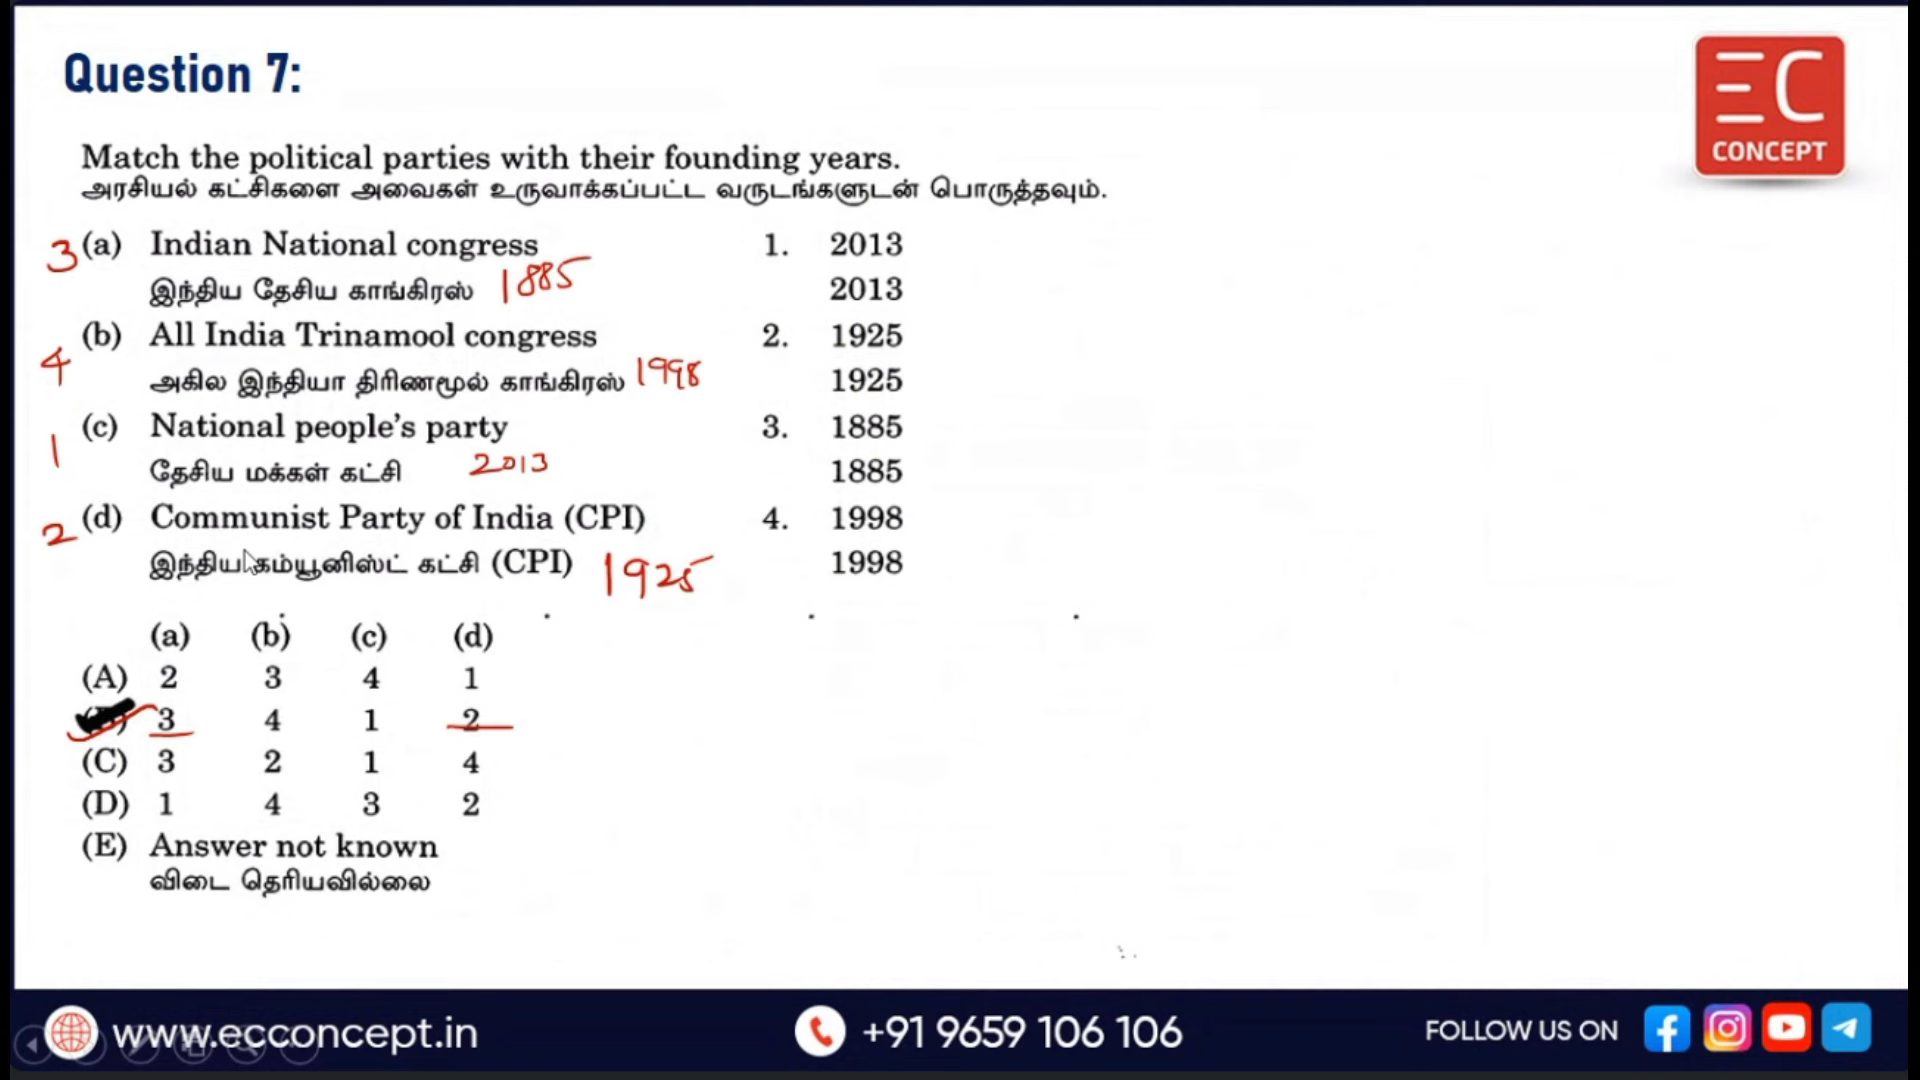 Question 7:
EC
CONCEPT
Match the political parties with their founding years.
அரசியல் கட்சிகளை அவைகள் உருவாக்கப்பட்ட வருடங்களுடன் பொருத்தவும்.
3 (a) Indian National congress 1. 2013
இந்திய தேசிய காங்கிரஸ் 1885 2013
(b) All India Trinamool congress 2. 1925
4 அகில இந்தியா திரிணமூல் காங்கிரஸ் 1998 1925
1 (c) National people's party 3. 1885
தேசிய மக்கள் கட்சி 2013 1885
2 (d) Communist Party of India (CPI) 4. 1998
இந்திய கம்யூனிஸ்ட் கட்சி (CPI) 1925 1998
(a) (b) (c) (d)
(A) 2 3 4 1
3 4 1 2
(C) 3 2 1 4
(D) 1 4 3 2
(E) Answer not known
விடை தெரியவில்லை
www.ecconcept.in +91 9659 106 106 FOLLOW US ON